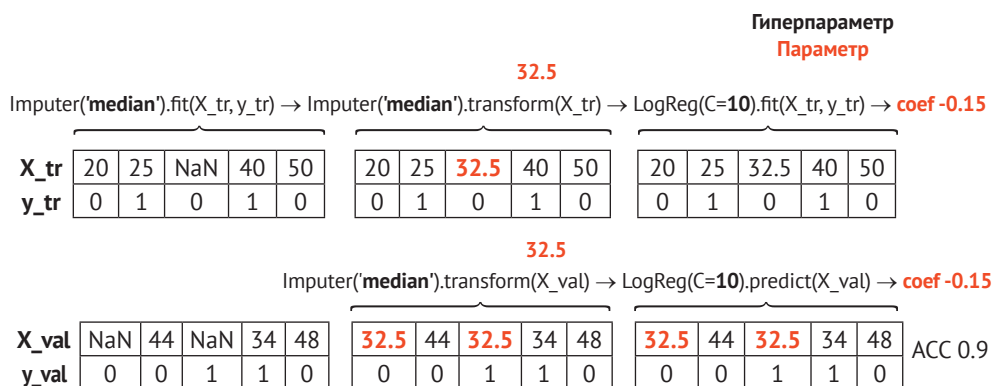 Гиперпараметр
Параметр
32.5
Imputer('median').fit(X_tr, y_tr) → Imputer('median').transform(X_tr) → LogReg(C=10).fit(X_tr, y_tr) → coef -0.15
X_tr 20 25 NaN 40 50 20 25 32.5 40 50 20 25 32.5 40 50
y_tr 0 1 0 1 0 0 1 0 1 0 0 1 0 1 0
32.5
Imputer('median').transform(X_val) → LogReg(C=10).predict(X_val) → coef -0.15
X_val NaN 44 NaN 34 48 32.5 44 32.5 34 48 32.5 44 32.5 34 48 ACC 0.9
y_val 0 0 1 1 0 0 0 1 1 0 0 0 1 1 0